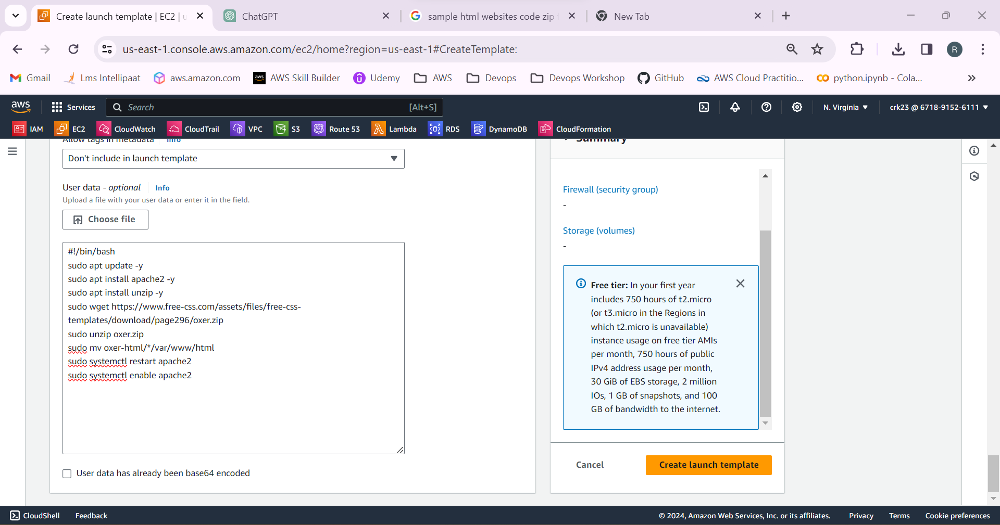 Create launch template | EC2 | u
ChatGPT
sample html websites code zip f
New Tab
us-east-1.console.aws.amazon.com/ec2/home?region=us-east-1#CreateTemplate:
R
Gmail
Lms Intellipaat
aws.amazon.com
aws
AWS Skill Builder
Udemy
AWS
Devops
Devops Workshop
GitHub
AWS Cloud Practitio...
python.ipynb - Cola...
aws
Services
Search
[Alt+S]
N. Virginia
crk23 @ 6718-9152-6111
IAM
EC2
CloudWatch
CloudTrail
VPC
S3
Route 53
Lambda
RDS
DynamoDB
CloudFormation
Allow tags in metadata
Info
Don't include in launch template
User data - optional
Info
Upload a file with your user data or enter it in the field.
Choose file
#!/bin/bash
sudo apt update -y
sudo apt install apache2 -y
sudo apt install unzip -y
sudo wget https://www.free-css.com/assets/files/free-css-
templates/download/page296/oxer.zip
sudo unzip oxer.zip
sudo mv oxer-html/*/var/www/html
sudo systemctl restart apache2
sudo systemctl enable apache2
User data has already been base64 encoded
Summary
Firewall (security group)
-
Storage (volumes)
-
Free tier: In your first year
includes 750 hours of t2.micro
(or t3.micro in the Regions in
which t2.micro is unavailable)
instance usage on free tier AMIs
per month, 750 hours of public
IPv4 address usage per month,
30 GiB of EBS storage, 2 million
IOs, 1 GB of snapshots, and 100
GB of bandwidth to the internet.
Cancel
Create launch template
CloudShell
Feedback
© 2024, Amazon Web Services, Inc. or its affiliates.
Privacy
Terms
Cookie preferences